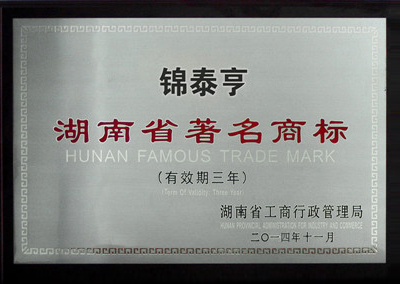 锦泰亨
湖南省著名商标
HUNAN FAMOUS TRADE MARK
(有效期三年)
(Term Of Validity: Three Year)
湖南省工商行政管理局
HUNAN PROVINCIAL ADMINISTRATION FOR INDUSTRY AND COMMERCE
二〇一四年十一月